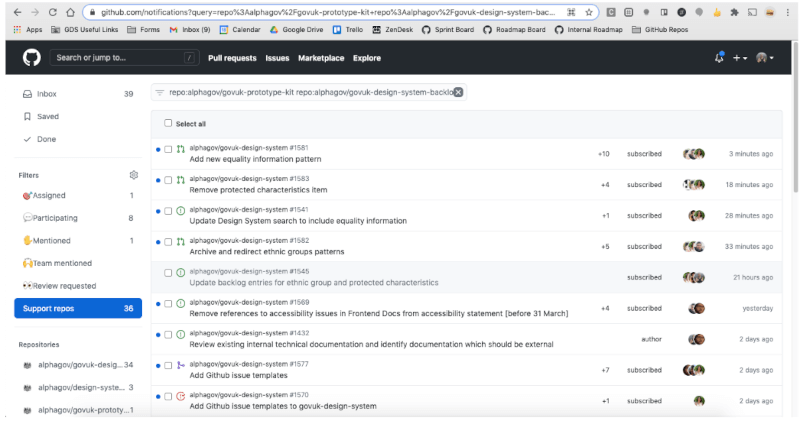 github.com/notifications?query=repo%3Aalphagov%2Fgovuk-prototype-kit+repo%3Aalphagov%2Fgovuk-design-system-bac...
Apps GDS Useful Links Forms Inbox (9) Calendar Google Drive Trello ZenDesk Sprint Board Roadmap Board Internal Roadmap GitHub Repos
Search or jump to... / Pull requests Issues Marketplace Explore
Inbox 39
Saved
Done
Filters
Assigned 1
Participating 8
Mentioned 1
Team mentioned
Review requested
Support repos 36
Repositories
alphagov/govuk-desig... 34
alphagov/design-syste... 3
alphagov/govuk-prototy...1
repo:alphagov/govuk-prototype-kit repo:alphagov/govuk-design-system-backlo
Select all
alphagov/govuk-design-system #1581
Add new equality information pattern
+10 subscribed 3 minutes ago
alphagov/govuk-design-system #1583
Remove protected characteristics item
+4 subscribed 18 minutes ago
alphagov/govuk-design-system #1541
Update Design System search to include equality information
+1 subscribed 28 minutes ago
alphagov/govuk-design-system #1582
Archive and redirect ethnic groups patterns
+5 subscribed 33 minutes ago
alphagov/govuk-design-system #1545
Update backlog entries for ethnic group and protected characteristics
subscribed 21 hours ago
alphagov/govuk-design-system #1569
Remove references to accessibility issues in Frontend Docs from accessibility statement [before 31 March]
+4 subscribed yesterday
alphagov/govuk-design-system #1432
Review existing internal technical documentation and identify documentation which should be external
author 2 days ago
alphagov/govuk-design-system #1577
Add Github issue templates
+7 subscribed 2 days ago
alphagov/govuk-design-system #1570
Add Github issue templates to govuk-design-system
+1 subscribed 2 days ago